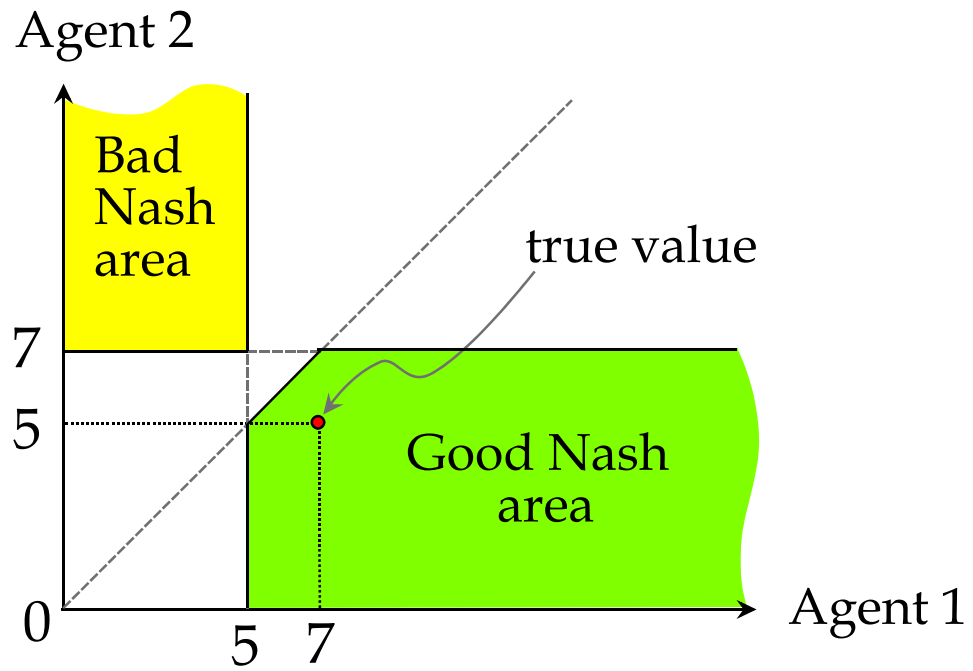 Agent 2
Bad
Nash
area
true value
7
5
Good Nash
area
0
5
7
Agent 1